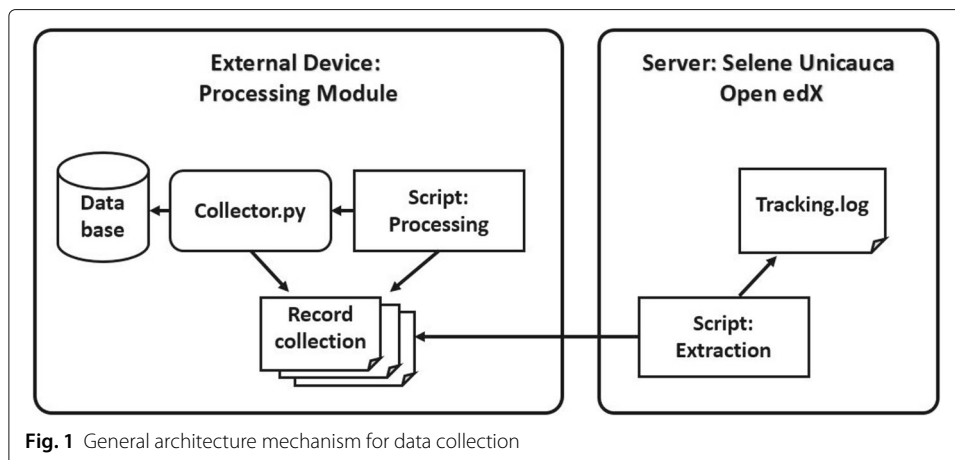 External Device:
Processing Module
Data
base
Collector.py
Script:
Processing
Record
collection
Server: Selene Unicauca
Open edX
Tracking.log
Script:
Extraction
Fig. 1 General architecture mechanism for data collection